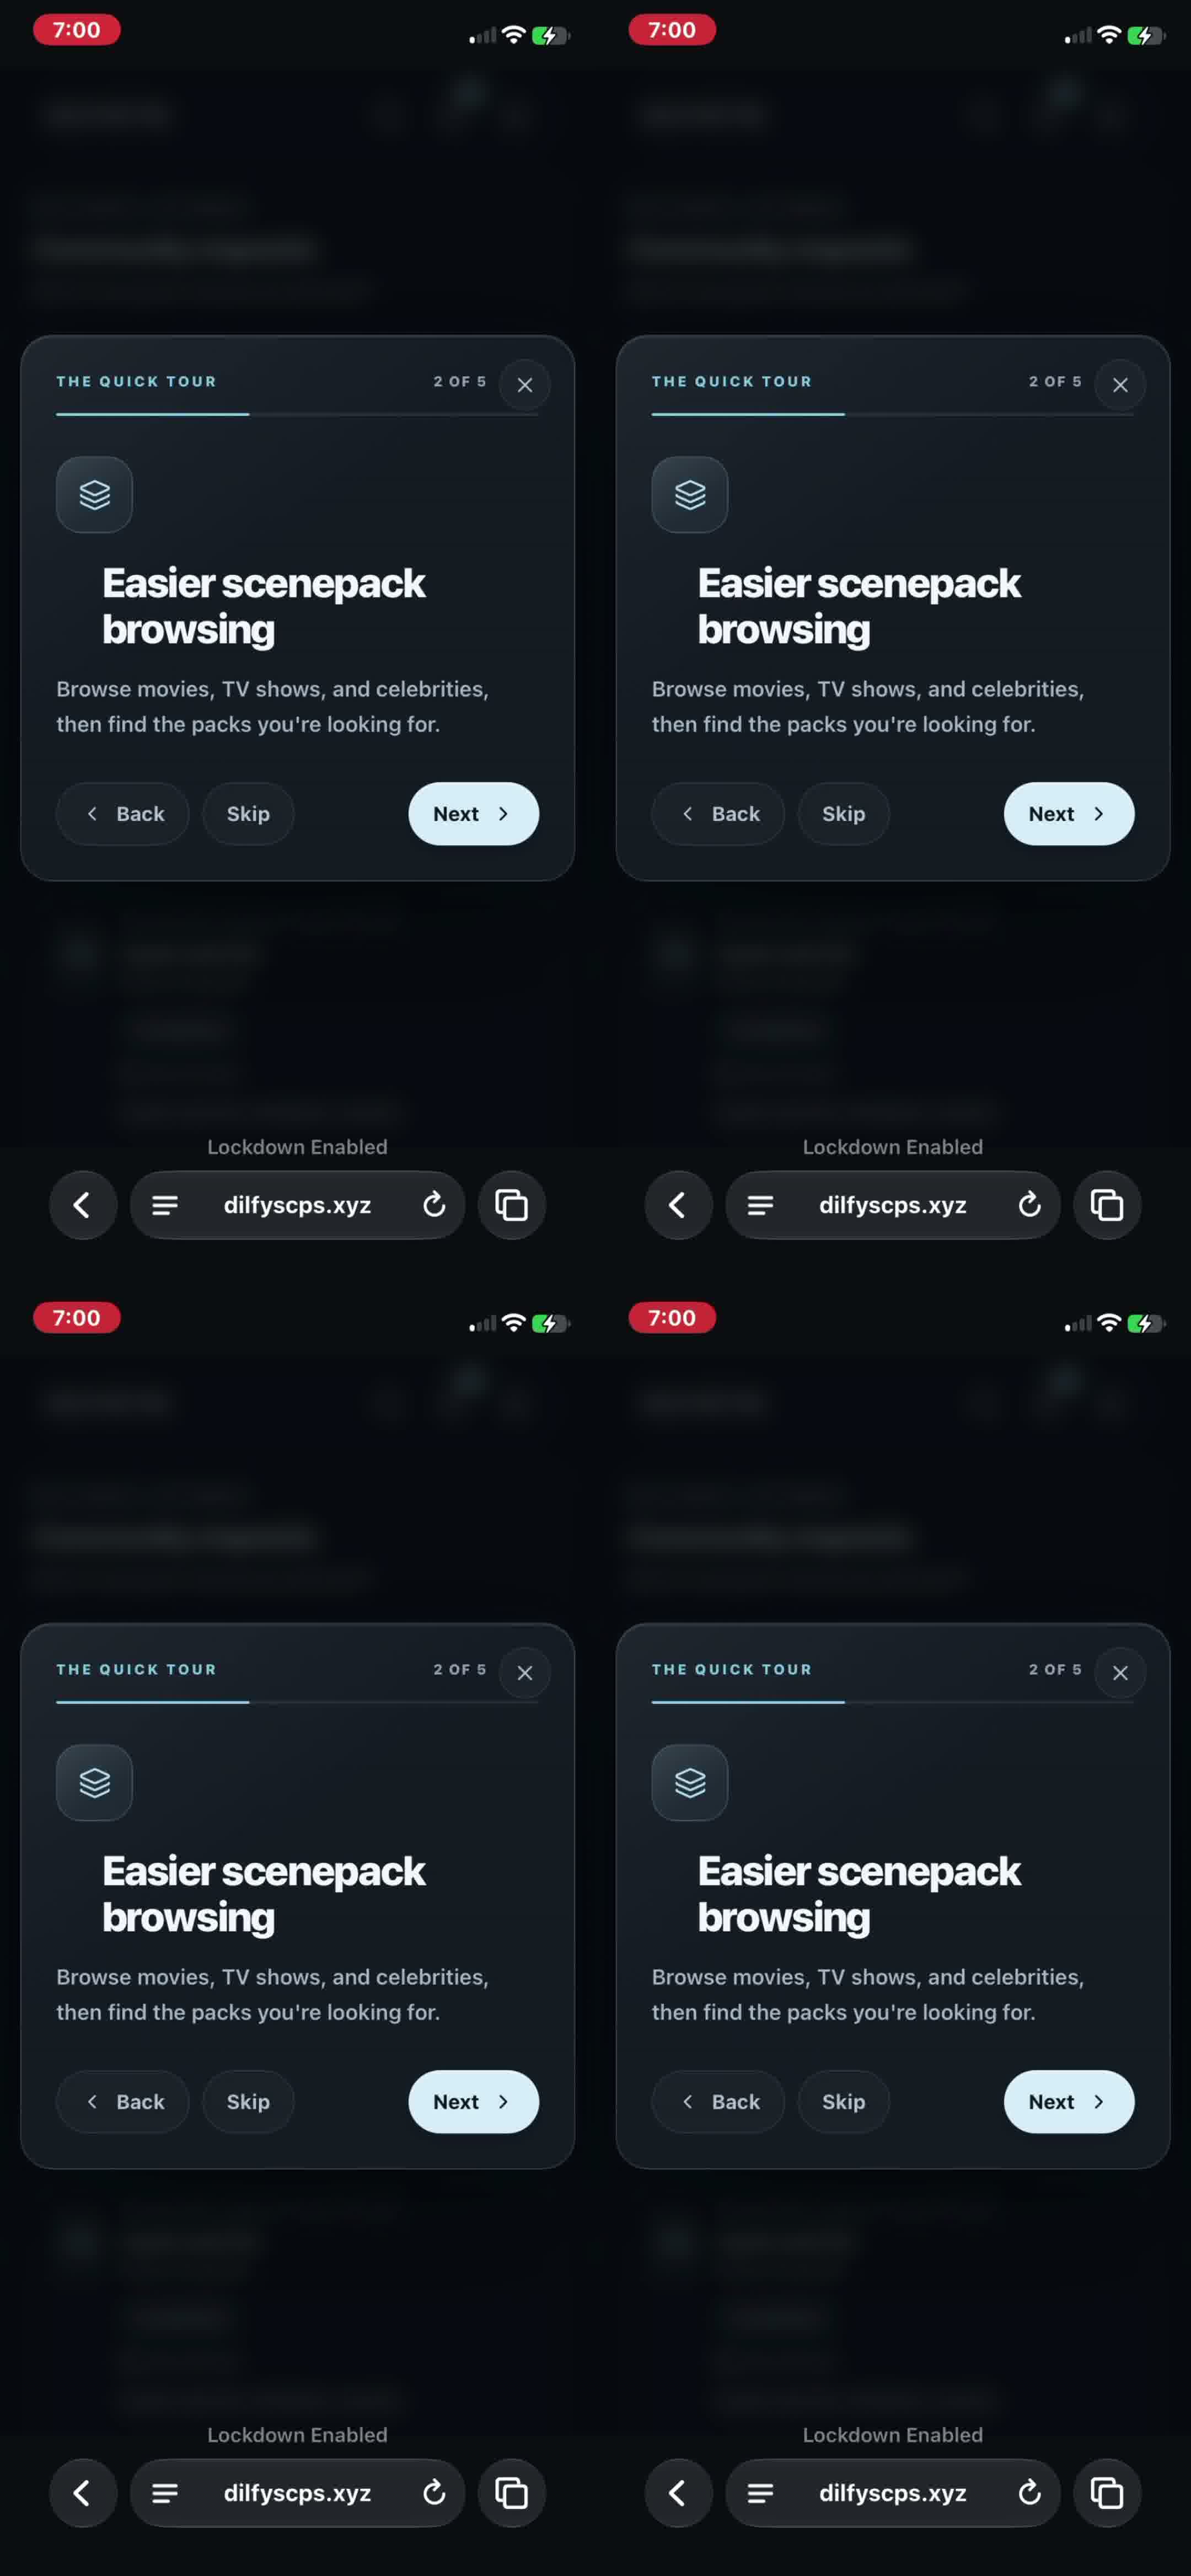 7:00
THE QUICK TOUR 2 OF 5
Easier scenepack
browsing
Browse movies, TV shows, and celebrities,
then find the packs you're looking for.
Back Skip Next
Lockdown Enabled
dilfyscps.xyz
7:00
THE QUICK TOUR 2 OF 5
Easier scenepack
browsing
Browse movies, TV shows, and celebrities,
then find the packs you're looking for.
Back Skip Next
Lockdown Enabled
dilfyscps.xyz
7:00
THE QUICK TOUR 2 OF 5
Easier scenepack
browsing
Browse movies, TV shows, and celebrities,
then find the packs you're looking for.
Back Skip Next
Lockdown Enabled
dilfyscps.xyz
7:00
THE QUICK TOUR 2 OF 5
Easier scenepack
browsing
Browse movies, TV shows, and celebrities,
then find the packs you're looking for.
Back Skip Next
Lockdown Enabled
dilfyscps.xyz